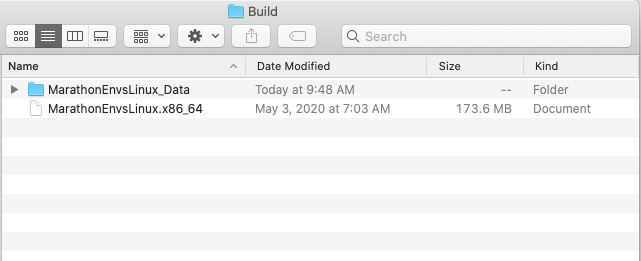 Build
Search
Name Date Modified Size Kind
MarathonEnvsLinux_Data Today at 9:48 AM -- Folder
MarathonEnvsLinux.x86_64 May 3, 2020 at 7:03 AM 173.6 MB Document